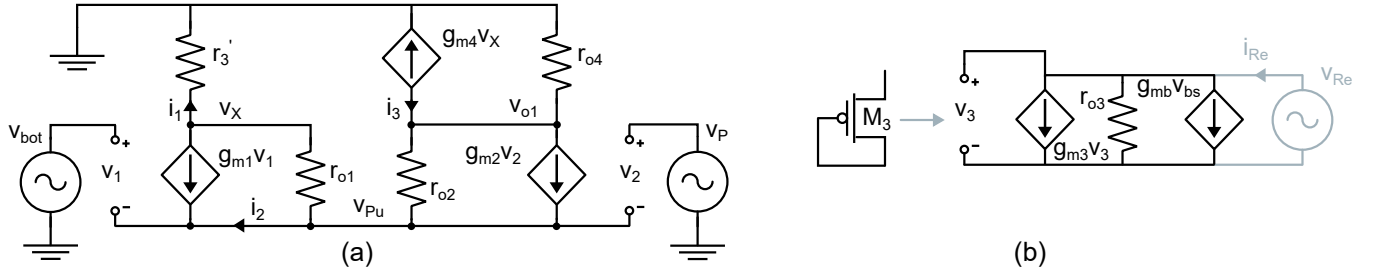 r3'
gm4vX
ro4
i1
vX
i3
vo1
vbot
+
v1
-
gm1v1
ro1
ro2
gm2v2
+
v2
-
vP
i2
vPu
(a)
M3
+
v3
-
gm3v3
ro3
gmbvbs
iRe
vRe
(b)